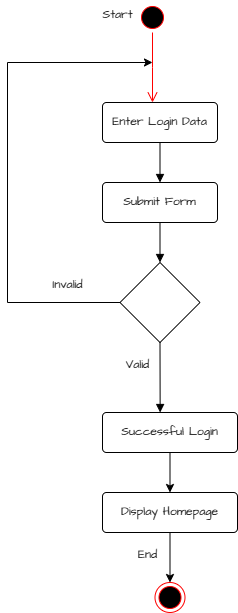 Start
Enter Login Data
Submit Form
Invalid
Valid
Successful Login
Display Homepage
End